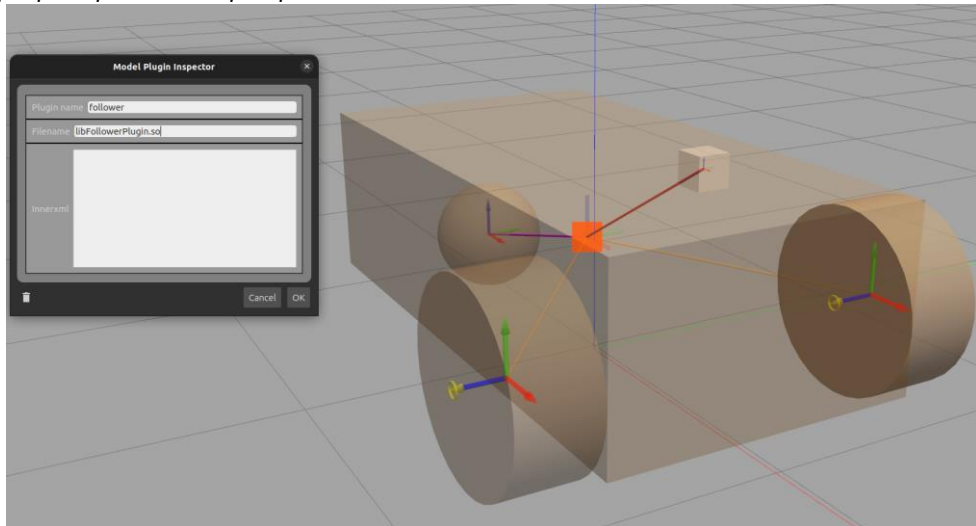 Model Plugin Inspector
Plugin name follower
Filename libFollowerPlugin.so
Innerxml
Cancel OK